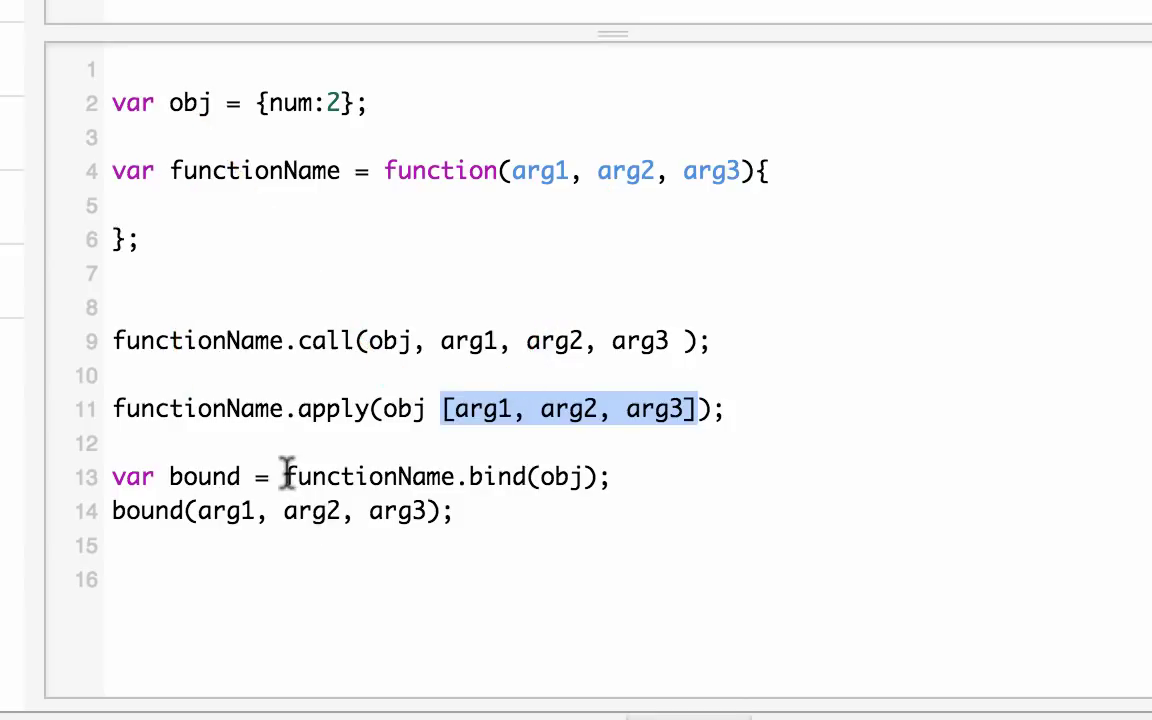 1
2 var obj = {num:2};
3
4 var functionName = function(arg1, arg2, arg3){
5
6 };
7
8
9 functionName.call(obj, arg1, arg2, arg3 );
10
11 functionName.apply(obj [arg1, arg2, arg3]);
12
13 var bound = functionName.bind(obj);
14 bound(arg1, arg2, arg3);
15
16